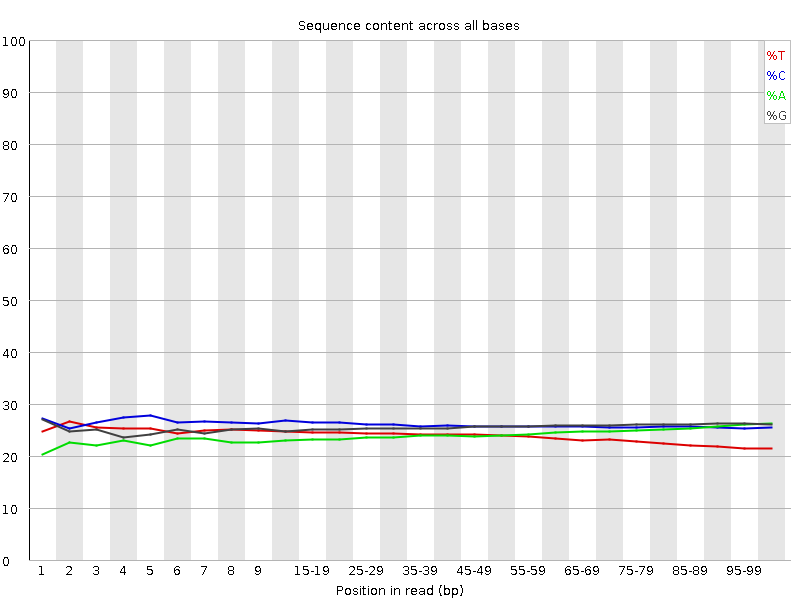 Sequence content across all bases
100
90
80
70
60
50
40
30
20
10
0
%T
%C
%A
%G
1 2 3 4 5 6 7 8 9 15-19 25-29 35-39 45-49 55-59 65-69 75-79 85-89 95-99
Position in read (bp)